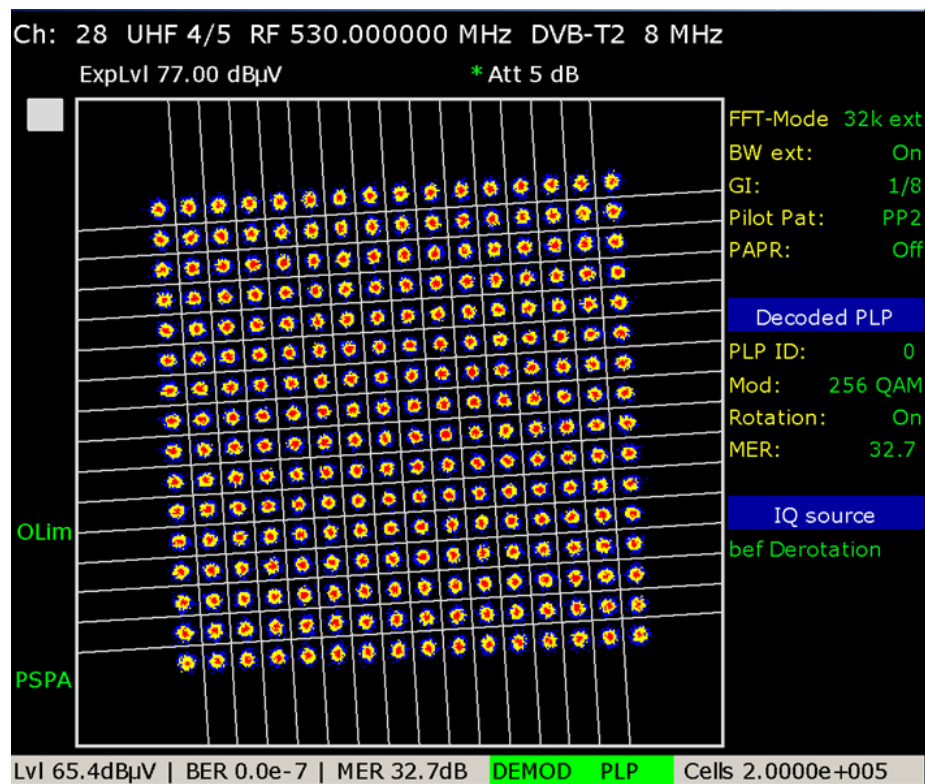 Ch: 28 UHF 4/5 RF 530.000000 MHz DVB-T2 8 MHz
ExpLvl 77.00 dBµV * Att 5 dB
FFT-Mode 32k ext
BW ext: On
GI: 1/8
Pilot Pat: PP2
PAPR: Off
Decoded PLP
PLP ID: 0
Mod: 256 QAM
Rotation: On
MER: 32.7
IQ source
OLim
bef Derotation
PSPA
Lvl 65.4dBµV | BER 0.0e-7 | MER 32.7dB DEMOD PLP Cells 2.0000e+005